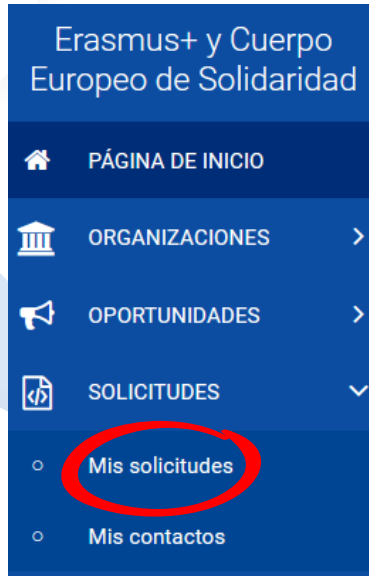 Erasmus+ y Cuerpo
Europeo de Solidaridad
PÁGINA DE INICIO
ORGANIZACIONES
OPORTUNIDADES
SOLICITUDES
Mis solicitudes
Mis contactos